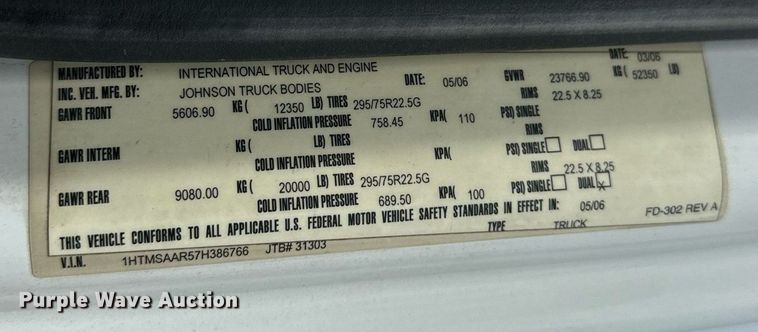 DATE: 03/06
MANUFACTURED BY: INTERNATIONAL TRUCK AND ENGINE
INC. VEH. MFG. BY: JOHNSON TRUCK BODIES DATE: 05/06 GVWR 23766.90 KG ( 52350 LB)
GAWR FRONT 5606.90 KG ( 12350 LB) TIRES 295/75R22.5G RIMS 22.5 X 8.25
COLD INFLATION PRESSURE 758.45 KPA( 110 PSI) SINGLE
GAWR INTERM KG ( LB) TIRES RIMS
COLD INFLATION PRESSURE KPA( PSI) SINGLE DUAL
GAWR REAR 9080.00 KG ( 20000 LB) TIRES 295/75R22.5G RIMS 22.5 X 8.25
COLD INFLATION PRESSURE 689.50 KPA( 100 PSI) SINGLE DUAL X
THIS VEHICLE CONFORMS TO ALL APPLICABLE U.S. FEDERAL MOTOR VEHICLE SAFETY STANDARDS IN EFFECT IN: 05/06 FD-302 REV A
V.I.N. 1HTMSAAR57H386766 JTB# 31303 TYPE TRUCK
Purple Wave Auction